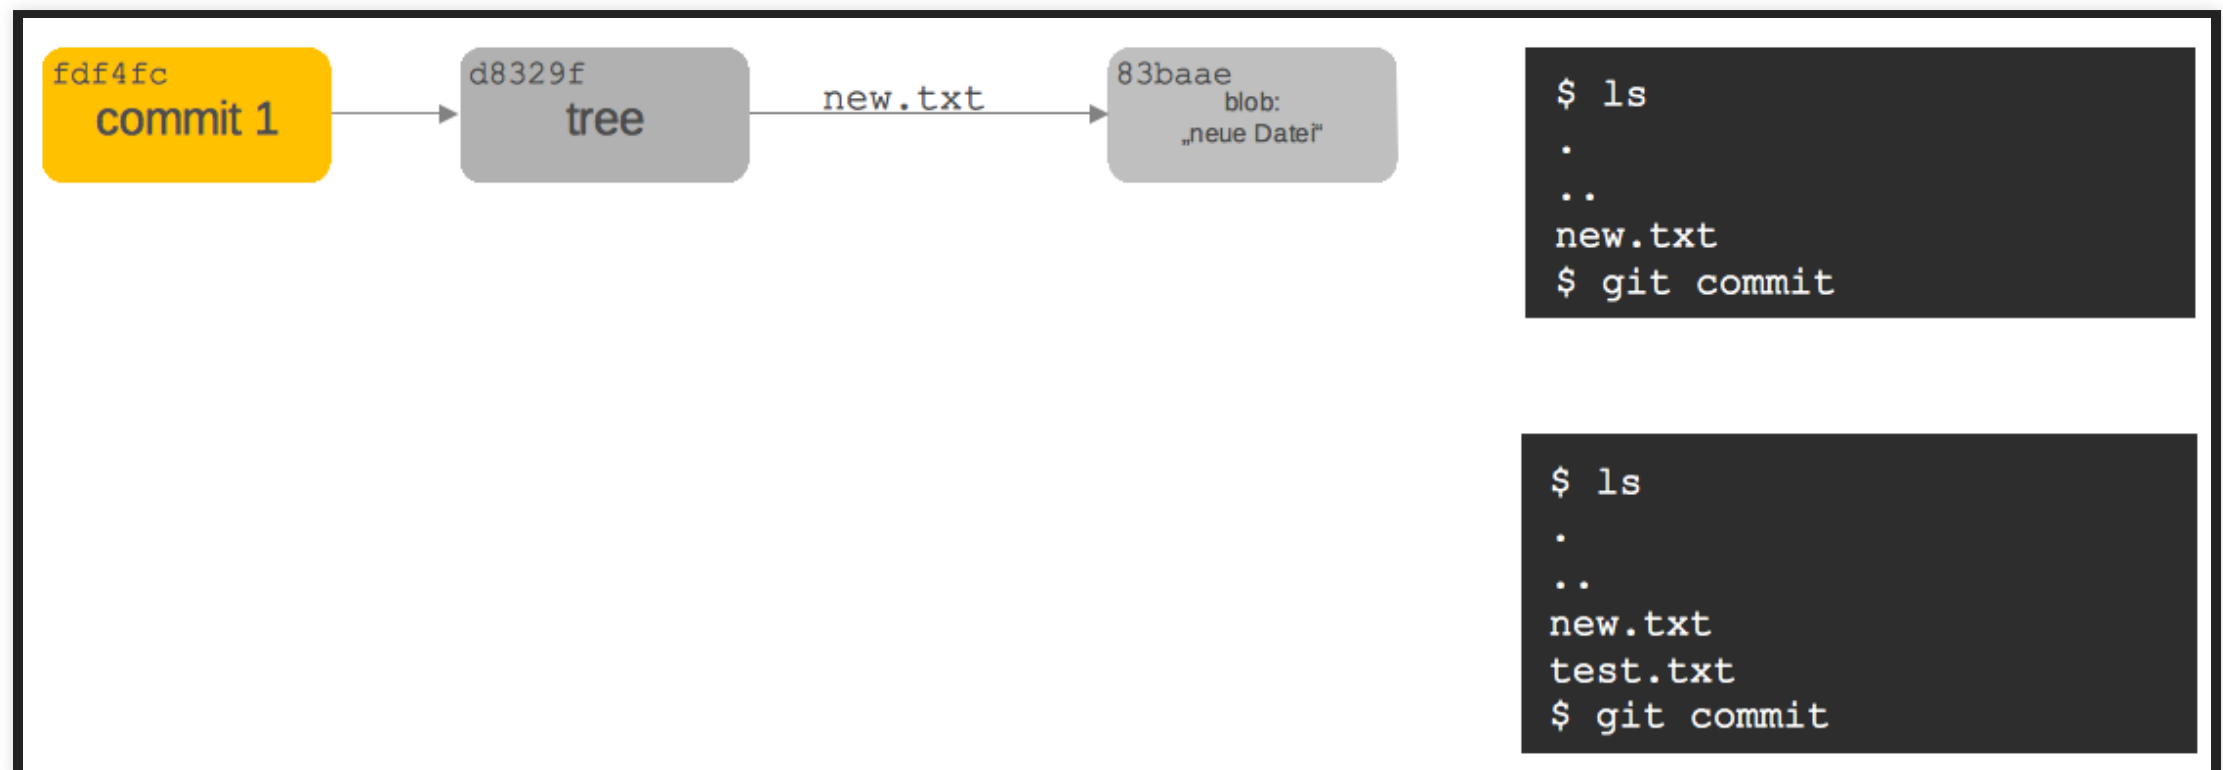 fdf4fc
commit 1
d8329f
tree
new.txt
83baae
blob:
„neue Datei“
$ ls
.
..
new.txt
$ git commit
$ ls
.
..
new.txt
test.txt
$ git commit